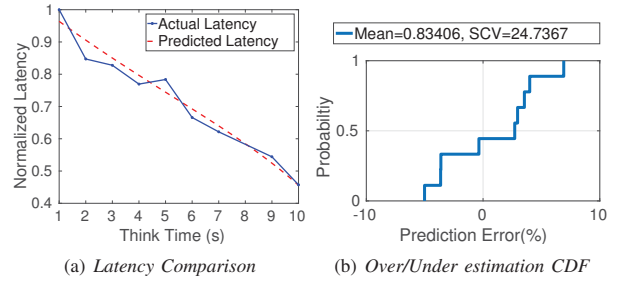 Actual Latency
Predicted Latency
1
0.9
0.8
0.7
0.6
0.5
0.4
Normalized Latency
1 2 3 4 5 6 7 8 9 10
Think Time (s)
(a) Latency Comparison
Mean=0.83406, SCV=24.7367
1
0.5
0
Probabiltiy
-10 0 10
Prediction Error(%)
(b) Over/Under estimation CDF